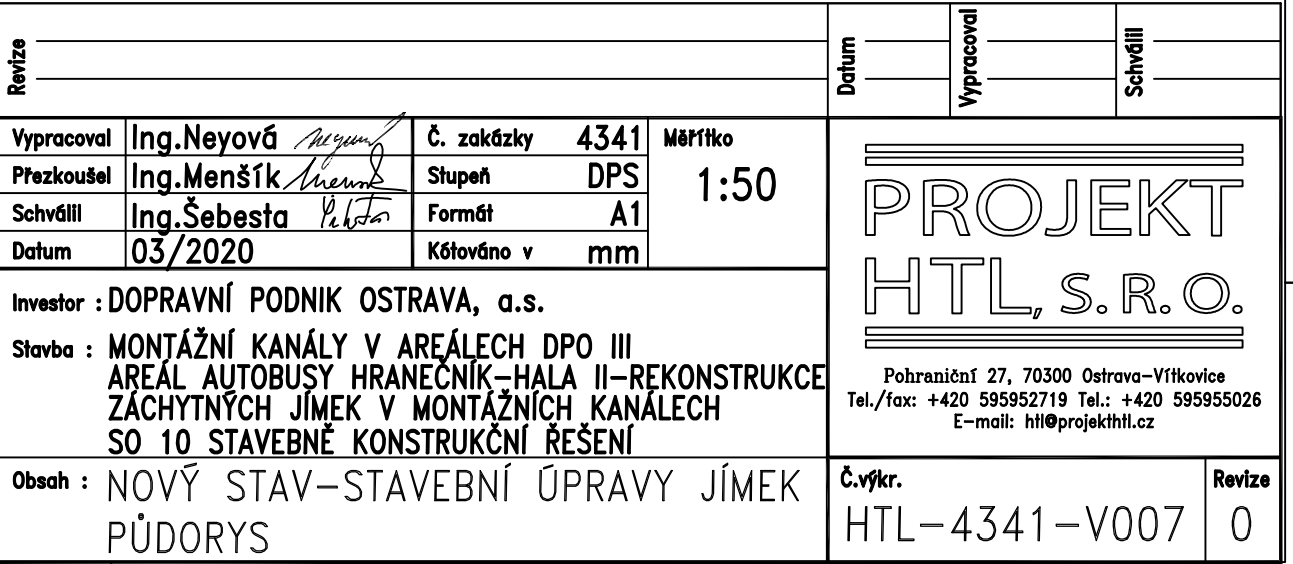 Revize
Datum
Vypracoval
Schválil
Vypracoval Ing.Neyová
Přezkoušel Ing.Menšík
Schválil Ing.Šebesta
Datum 03/2020
Č. zakázky 4341
Stupeň DPS
Formát A1
Kótováno v mm
Měřítko
1:50
PROJEKT
HTL, S.R.O.
Pohraniční 27, 70300 Ostrava-Vítkovice
Tel./fax: +420 595952719 Tel.: +420 595955026
E-mail: htl@projekthtl.cz
Investor : DOPRAVNÍ PODNIK OSTRAVA, a.s.
Stavba : MONTÁŽNÍ KANÁLY V AREÁLECH DPO III
AREÁL AUTOBUSY HRANEČNÍK-HALA II-REKONSTRUKCE
ZÁCHYTNÝCH JÍMEK V MONTÁŽNÍCH KANÁLECH
SO 10 STAVEBNĚ KONSTRUKČNÍ ŘEŠENÍ
Obsah : NOVÝ STAV-STAVEBNÍ ÚPRAVY JÍMEK
PŮDORYS
Č.výkr.
HTL-4341-V007
Revize
0